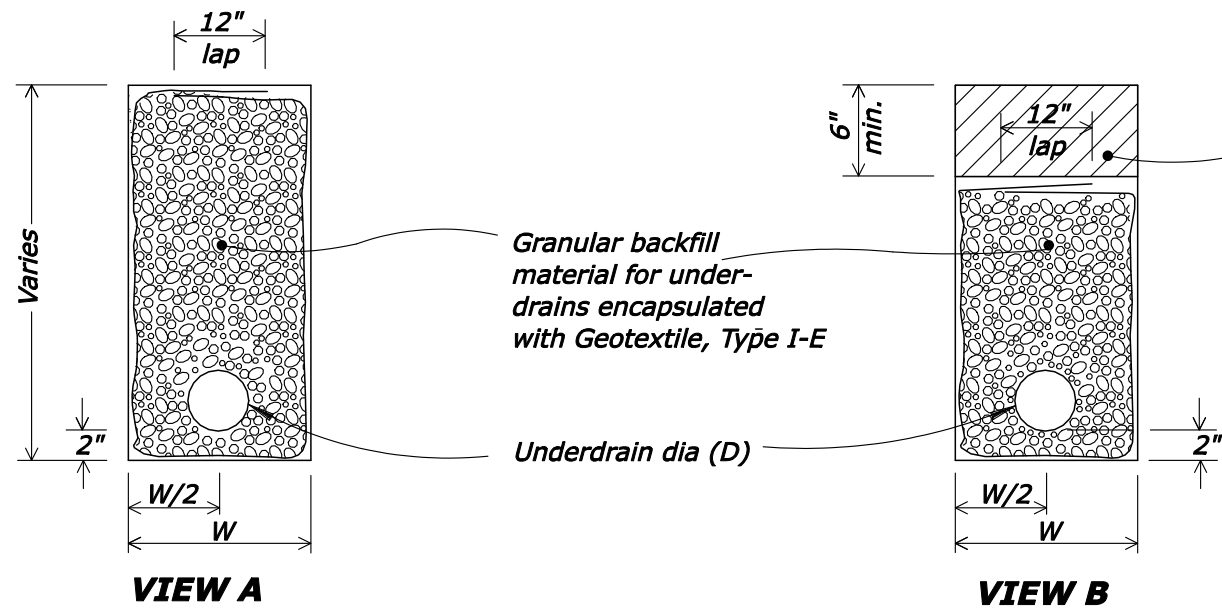 12"
lap
Varies
2"
W/2
W
VIEW A
Granular backfill
material for under-
drains encapsulated
with Geotextile, Type I-E
Underdrain dia (D)
6"
min.
12"
lap
2"
W/2
W
VIEW B